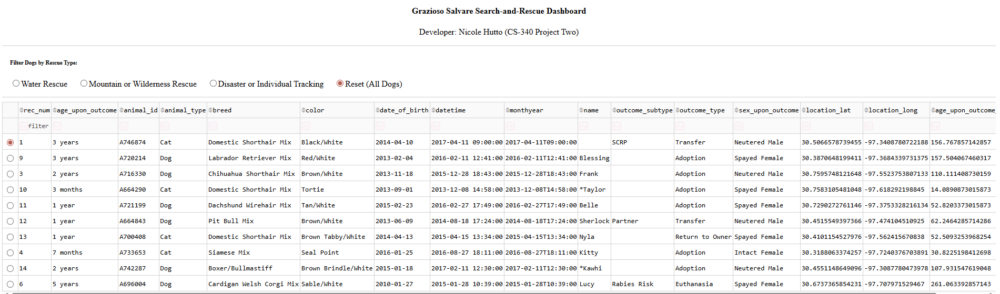 Grazioso Salvare Search-and-Rescue Dashboard
Developer: Nicole Hutto (CS-340 Project Two)
Filter Dogs by Rescue Type:
Water Rescue Mountain or Wilderness Rescue Disaster or Individual Tracking Reset (All Dogs)
rec_num age_upon_outcome animal_id animal_type breed color date_of_birth datetime monthyear name outcome_subtype outcome_type sex_upon_outcome location_lat location_long age_upon_outcome_
filter
1 3 years A746874 Cat Domestic Shorthair Mix Black/White 2014-04-10 2017-04-11 09:00:00 2017-04-11T09:00:00 SCRP Transfer Neutered Male 30.5066578739455 -97.3408780722188 156.767857142857
9 3 years A720214 Dog Labrador Retriever Mix Red/White 2013-02-04 2016-02-11 12:41:00 2016-02-11T12:41:00 Blessing Adoption Spayed Female 30.3870648199411 -97.3684339731375 157.504067460317
3 2 years A716330 Dog Chihuahua Shorthair Mix Brown/White 2013-11-18 2015-12-28 18:43:00 2015-12-28T18:43:00 Frank Adoption Neutered Male 30.7595748121648 -97.5523753807133 110.111408730159
10 3 months A664290 Cat Domestic Shorthair Mix Tortie 2013-09-01 2013-12-08 14:58:00 2013-12-08T14:58:00 *Taylor Adoption Spayed Female 30.7583105481048 -97.618292198845 14.0890873015873
11 1 year A721199 Dog Dachshund Wirehair Mix Tan/White 2015-02-23 2016-02-27 17:49:00 2016-02-27T17:49:00 Belle Adoption Spayed Female 30.7290272761146 -97.3753328216134 52.8203373015873
12 1 year A664843 Dog Pit Bull Mix Brown/White 2013-06-09 2014-08-18 17:24:00 2014-08-18T17:24:00 Sherlock Partner Transfer Neutered Male 30.4515549397366 -97.474104510925 62.2464285714286
13 1 year A700408 Cat Domestic Shorthair Mix Brown Tabby/White 2014-04-13 2015-04-15 13:34:00 2015-04-15T13:34:00 Nyla Return to Owner Spayed Female 30.4101154527976 -97.562415670838 52.5093253968254
4 7 months A733653 Cat Siamese Mix Seal Point 2016-01-25 2016-08-27 18:11:00 2016-08-27T18:11:00 Kitty Adoption Intact Female 30.3188063374257 -97.7240376703891 30.8225198412698
14 2 years A742287 Dog Boxer/Bullmastiff Brown Brindle/White 2015-01-18 2017-02-11 12:30:00 2017-02-11T12:30:00 *Kawhi Adoption Neutered Male 30.4551148649096 -97.3087780473978 107.931547619048
6 5 years A696004 Dog Cardigan Welsh Corgi Mix Sable/White 2010-01-27 2015-01-28 10:39:00 2015-01-28T10:39:00 Lucy Rabies Risk Euthanasia Spayed Female 30.6737365854231 -97.707971529467 261.063392857143